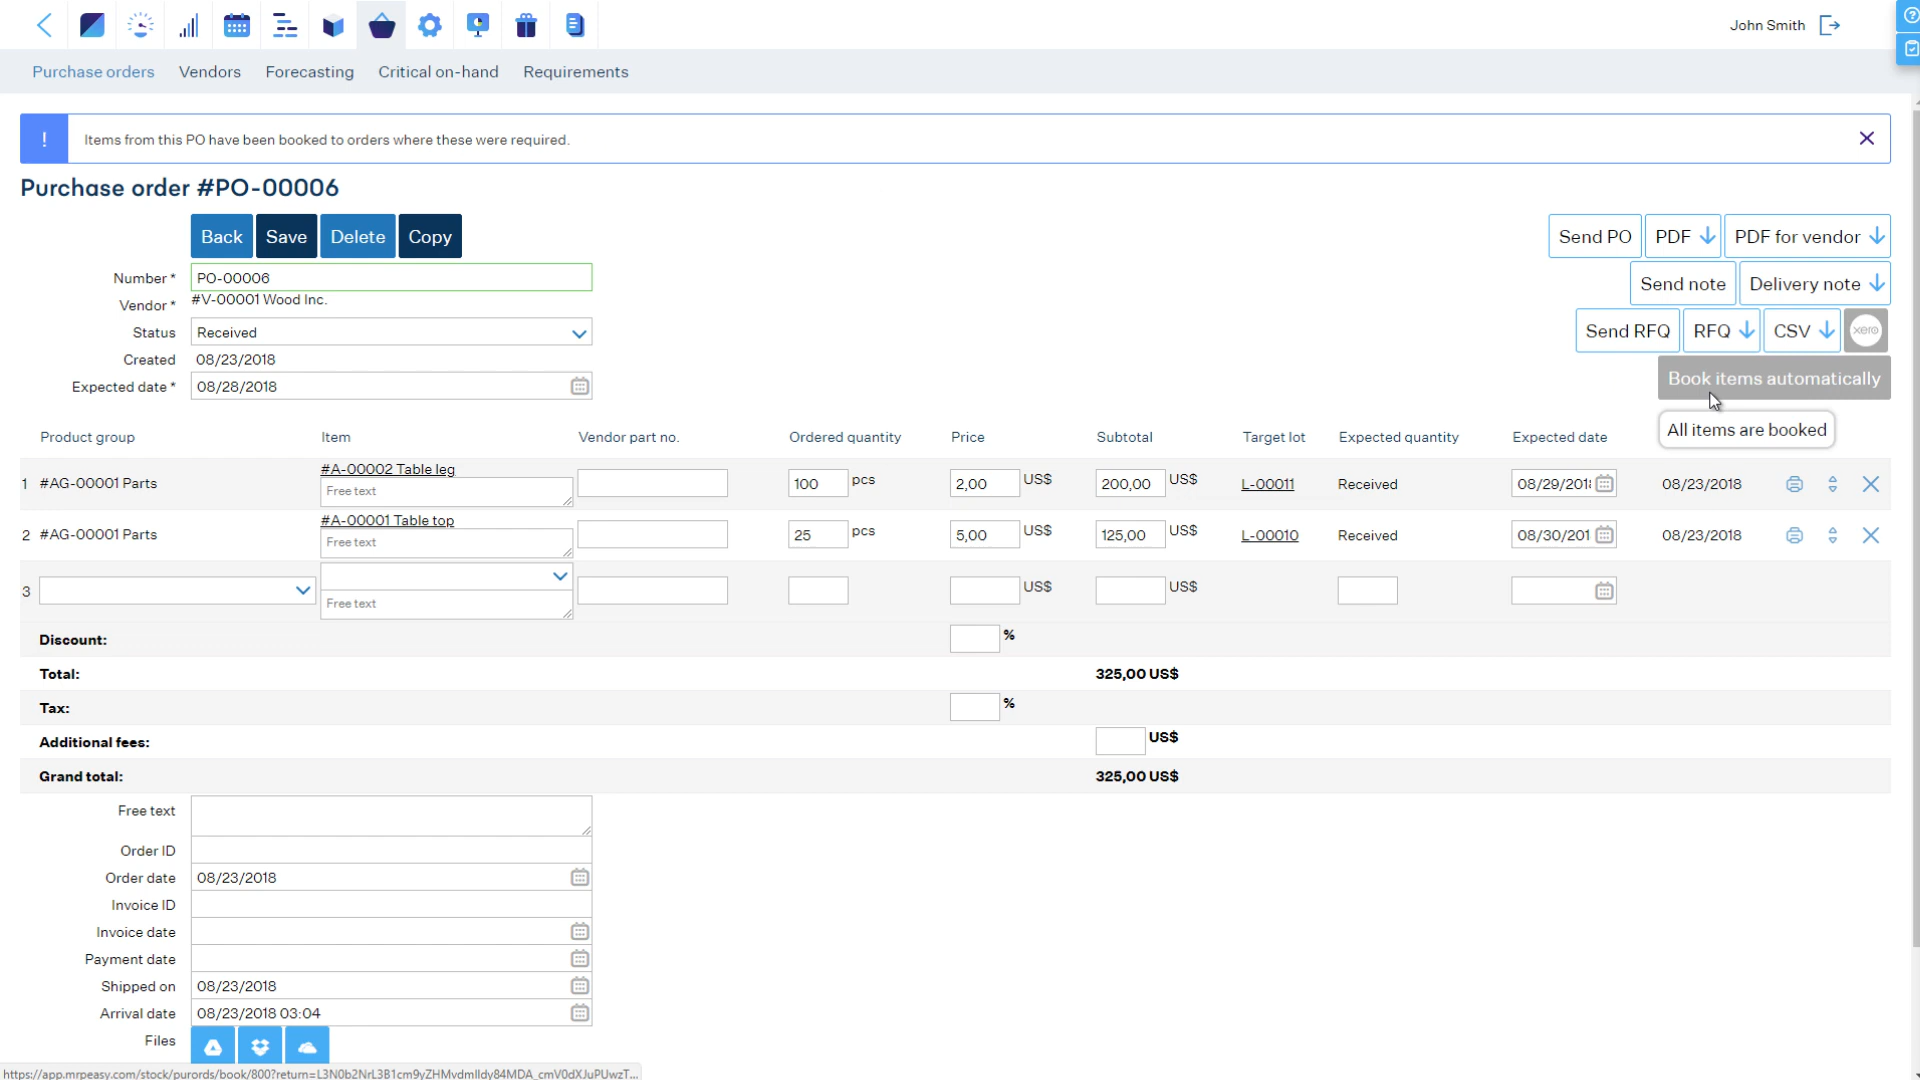 John Smith
Purchase orders Vendors Forecasting Critical on-hand Requirements
! Items from this PO have been booked to orders where these were required.
Purchase order #PO-00006
Back Save Delete Copy
Send PO PDF PDF for vendor
Send note Delivery note
Send RFQ RFQ CSV xero
Book items automatically
All items are booked
Number * PO-00006
Vendor * #V-00001 Wood Inc.
Status Received
Created 08/23/2018
Expected date * 08/28/2018
Product group Item Vendor part no. Ordered quantity Price Subtotal Target lot Expected quantity Expected date
1 #AG-00001 Parts #A-00002 Table leg 100 pcs 2,00 US$ 200,00 US$ L-00011 Received 08/29/201 08/23/2018
Free text
2 #AG-00001 Parts #A-00001 Table top 25 pcs 5,00 US$ 125,00 US$ L-00010 Received 08/30/201 08/23/2018
Free text
3 US$ US$
Free text
Discount: %
Total: 325,00 US$
Tax: %
Additional fees: US$
Grand total: 325,00 US$
Free text
Order ID
Order date 08/23/2018
Invoice ID
Invoice date
Payment date
Shipped on 08/23/2018
Arrival date 08/23/2018 03:04
Files